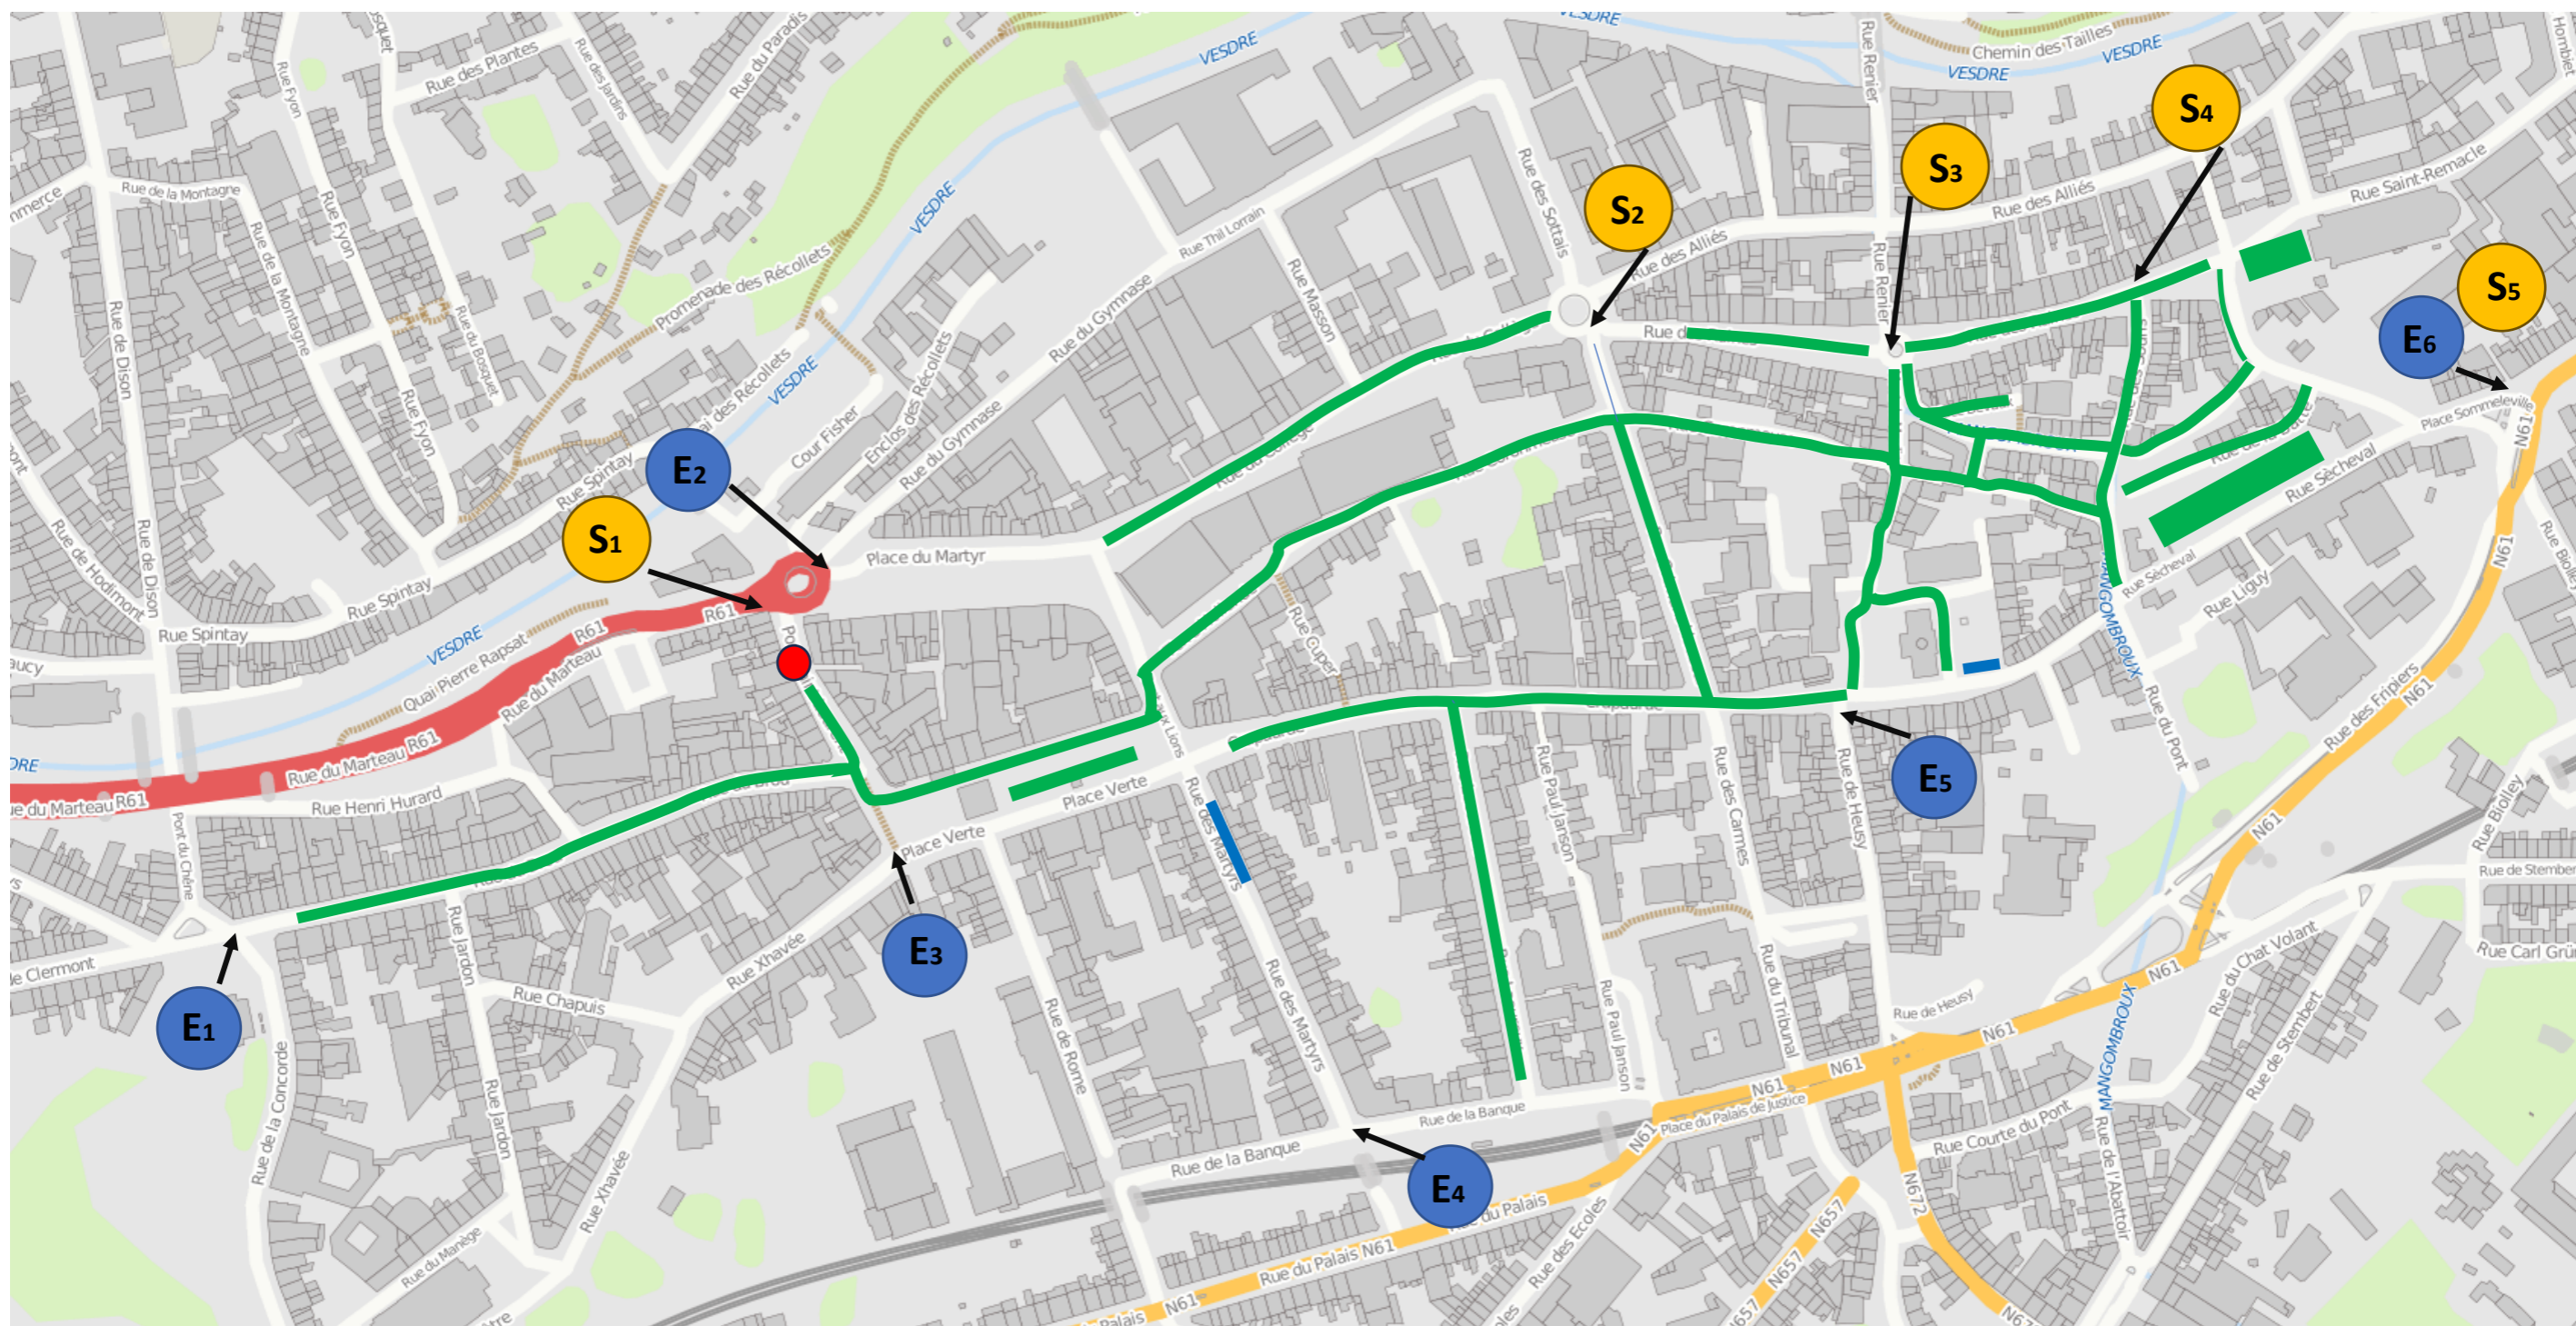 VESDRE
Rue Renier
Chemin des Tailles
VESDRE
VESDRE
VESDRE
Rue du Paradis
Rue des Plantes
Rue des Jardins
Rue Fyon
S4
S3
S2
Rue Saint-Remacle
Rue des Alliés
Rue des Alliés
Rue des Sottais
Rue Renier
Rue de la Montagne
Rue de la Montagne
Rue Fyon
VESDRE
Rue Thil Lorrain
Rue Masson
Promenade des Récollets
Rue du Gymnase
Rue du Bosquet
Rue de Dison
S5
E6
Place Sommeleville
N61
VESDRE
Enclos des Récollets
Cour Fisher
Rue du Gymnase
Rue Fyon
Rue Spintay
E2
S1
Rue du Collège
Rue Sècheval
Rue Sècheval
Rue Liguy
N61
Rue de Hodimont
Rue de Dison
Rue Spintay
Rue Spintay
Place du Martyr
R61
R61
VESDRE
Quai Pierre Rapsat
Rue du Marteau
Rue Cuper
MANGOMBROUX
Rue du Marteau R61
R61
Rue Henri Hurard
Pont du Chêne
Place Verte
Place Verte
Rue des Martyrs
Rue Paul Janson
Rue des Carmes
Rue de Heusy
E5
Rue du Pont
Rue des Fripiers
N61
N61
Rue Biolley
Rue Xhavée
E3
E1
Rue Jardon
Rue Chapuis
Rue de la Concorde
Rue Jardon
Rue Xhavée
Rue du Manège
Rue de Rome
Rue des Martyrs
Rue Paul Janson
Rue du Tribunal
Rue de Heusy
N61
N61
N61
N61
Rue de la Banque
Rue de la Banque
Place du Palais de Justice
N61
E4
Rue du Palais N61
N61
Rue des Ecoles
N657
N657
N672
Rue Courte du Pont
MANGOMBROUX
Rue de l'Abattoir
Rue du Chat Volant
Rue de Stembert